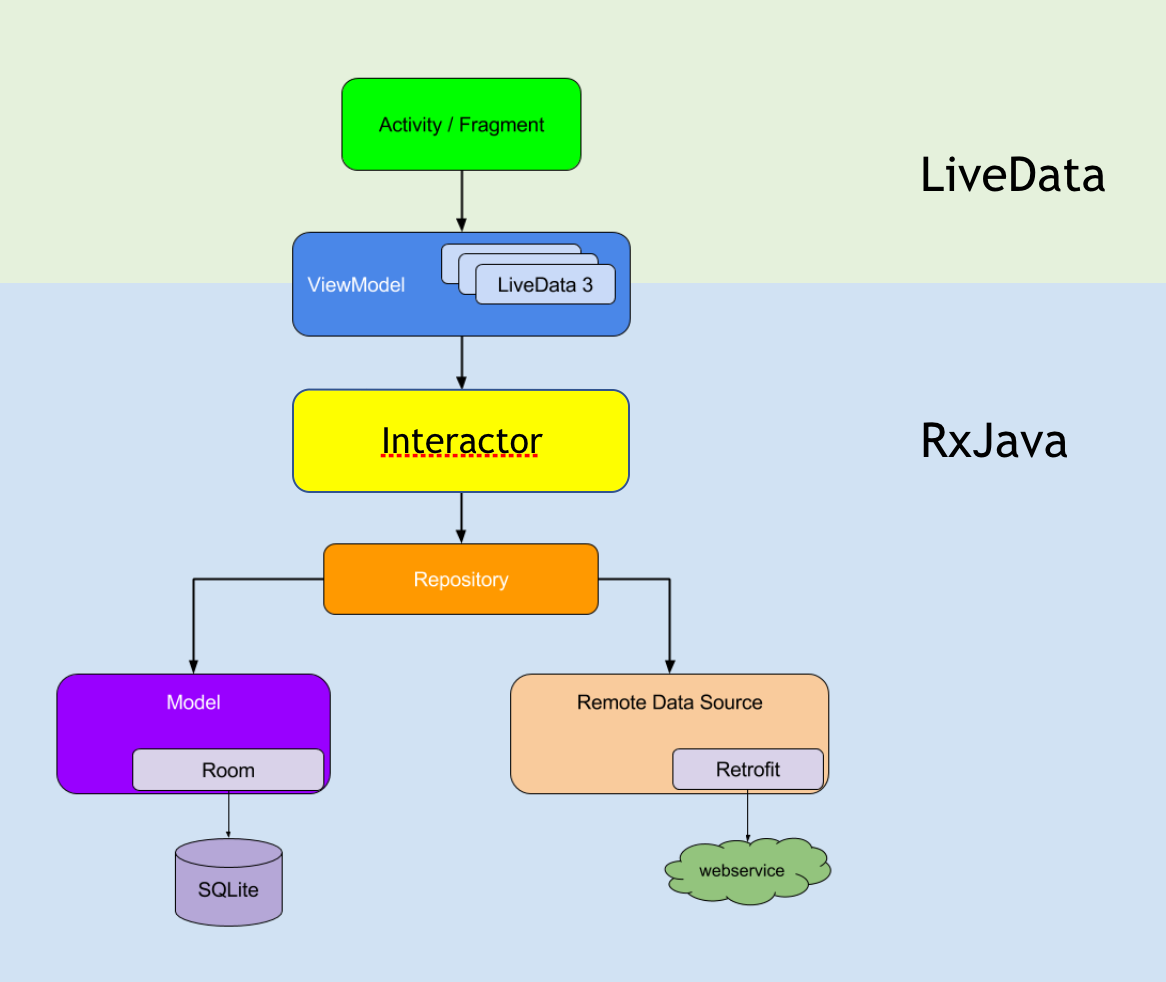 Activity / Fragment
LiveData
ViewModel
LiveData 3
Interactor
RxJava
Repository
Model
Room
Remote Data Source
Retrofit
SQLite
webservice